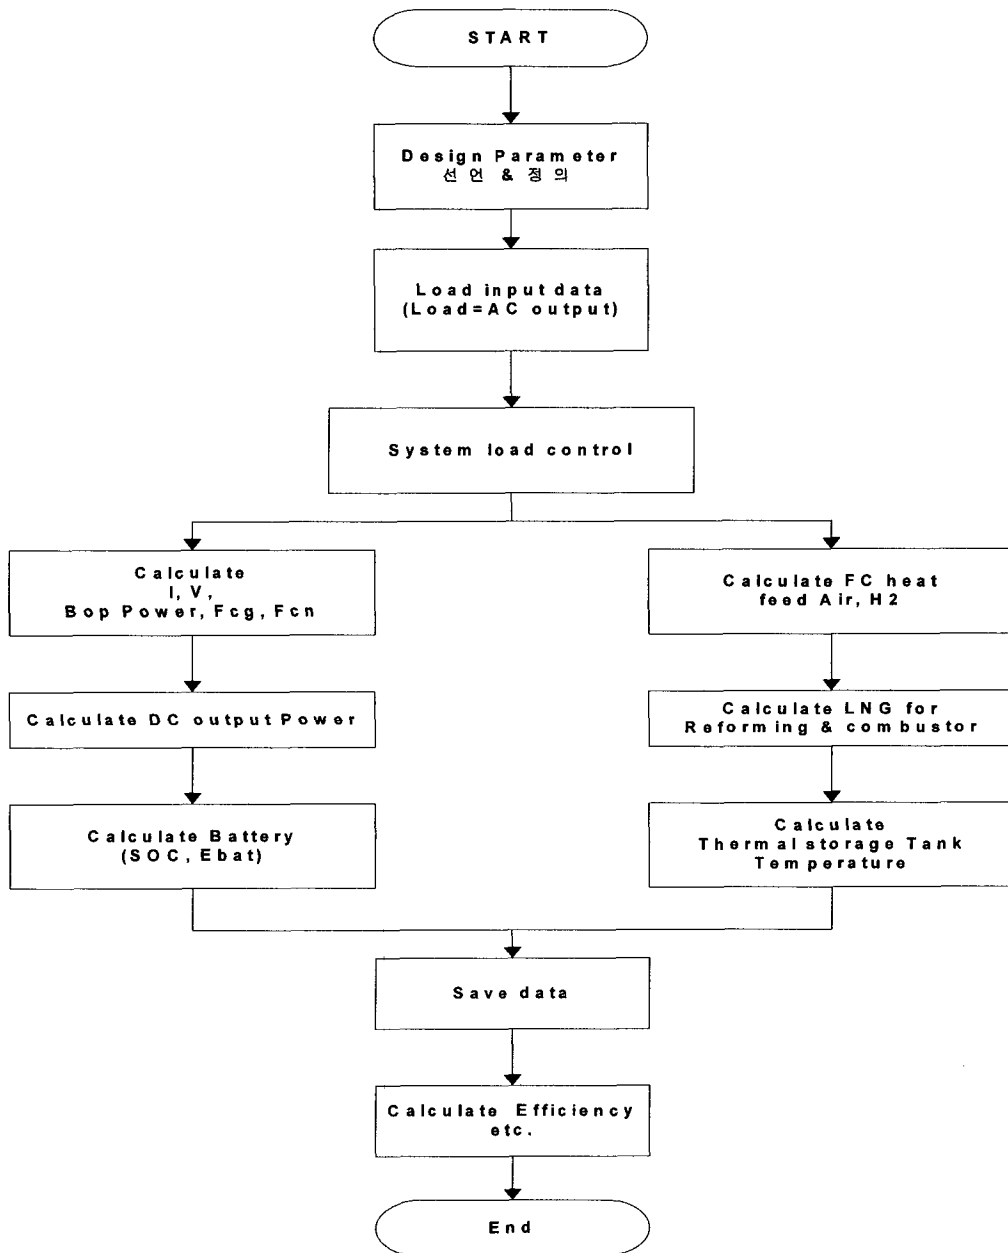 START
Design Parameter
선언 & 정의
Load input data
(Load=AC output)
System load control
Calculate
I, V,
Bop Power, Fcg, Fcn
Calculate DC output Power
Calculate Battery
(SOC, Ebat)
Calculate FC heat
feed Air, H2
Calculate LNG for
Reforming & combustor
Calculate
Thermal storage Tank
Temperature
Save data
Calculate Efficiency
etc.
End